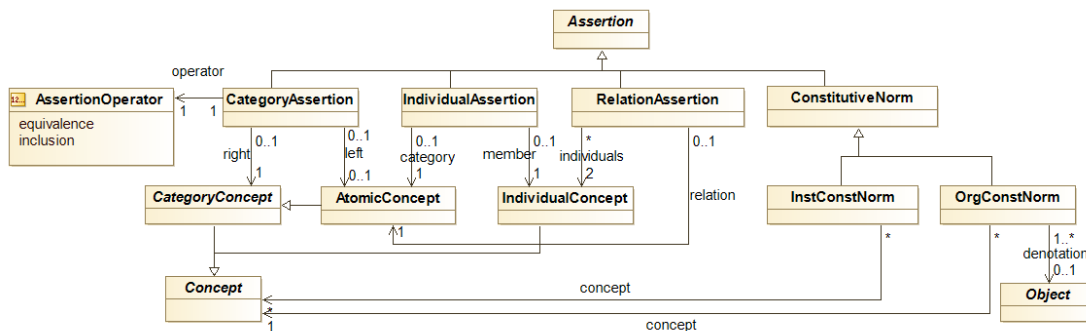 Assertion
operator
12... AssertionOperator
equivalence
inclusion
1 1
CategoryAssertion
IndividualAssertion
RelationAssertion
ConstitutiveNorm
0..1 0..1 0..1 0..1 * 0..1
right left category member individuals
1 0..1 1 1 2
CategoryConcept
AtomicConcept
IndividualConcept
relation
InstConstNorm
OrgConstNorm
1
* * 1..*
denotation
0..1
Concept
concept
Object
*
1
concept